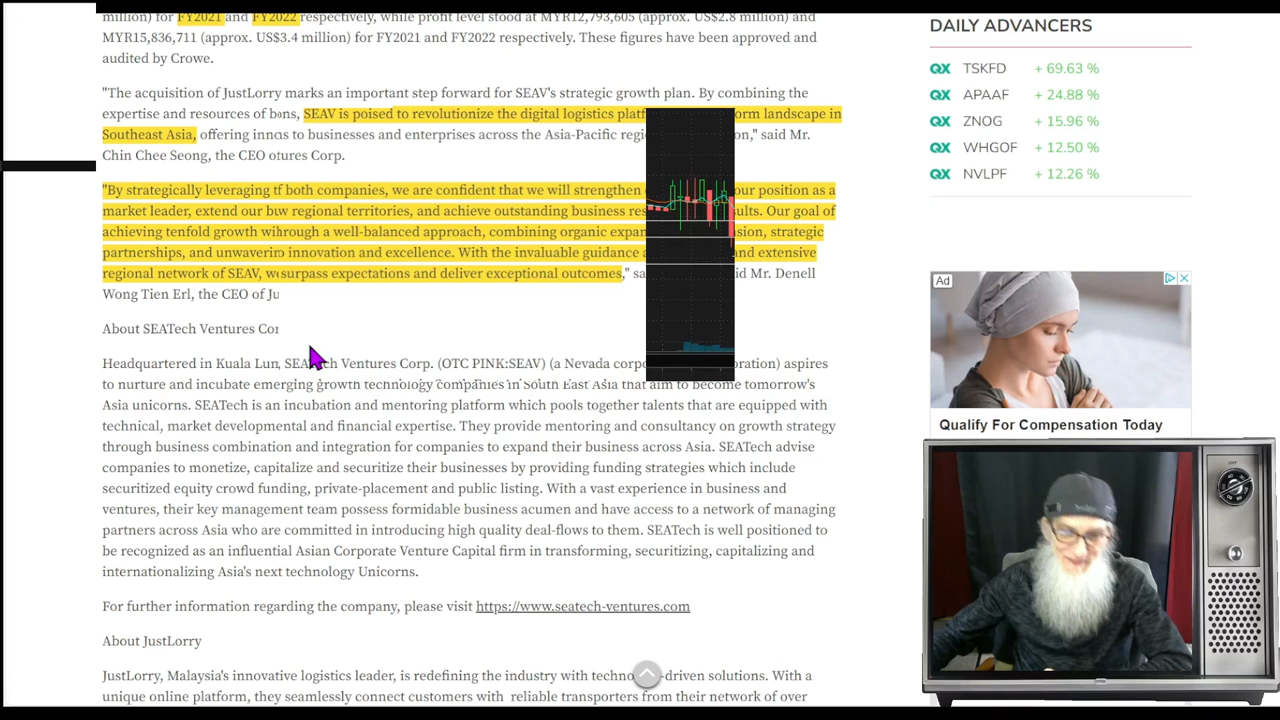 million) for FY2021 and FY2022 respectively, while profit level stood at MYR12,793,605 (approx. US$2.8 million) and
MYR15,836,711 (approx. US$3.4 million) for FY2021 and FY2022 respectively. These figures have been approved and
audited by Crowe.
"The acquisition of JustLorry marks an important step forward for SEAV's strategic growth plan. By combining the
expertise and resources of SEAV is poised to revolutionize the digital logistics orm landscape in
Southeast Asia, offering to businesses and enterprises across the Asia-Pacific on," said Mr.
Chin Chee Seong, the CEO otures Corp.
"By strategically leveraging of both companies, we are confident that we will strengthen our position as a
market leader, extend our regional territories, and achieve outstanding business sults. Our goal of
achieving tenfold growth through a well-balanced approach, combining organic sion, strategic
partnerships, and innovation and excellence. With the invaluable guidance and extensive
regional network of SEAV, surpass expectations and deliver exceptional outcomes," id Mr. Denell
Wong Tien Erl, the CEO of Ju
About SEATech Ventures Cor
Headquartered in Kuala SEATech Ventures Corp. (OTC PINK:SEAV) (a Nevada oration) aspires
to nurture and incubate emerging growth technology companies in South East Asia that aim to become tomorrow's
Asia unicorns. SEATech is an incubation and mentoring platform which pools together talents that are equipped with
technical, market developmental and financial expertise. They provide mentoring and consultancy on growth strategy
through business combination and integration for companies to expand their business across Asia. SEATech advise
companies to monetize, capitalize and securitize their businesses by providing funding strategies which include
securitized equity crowd funding, private-placement and public listing. With a vast experience in business and
ventures, their key management team possess formidable business acumen and have access to a network of managing
partners across Asia who are committed in introducing high quality deal-flows to them. SEATech is well positioned to
be recognized as an influential Asian Corporate Venture Capital firm in transforming, securitizing, capitalizing and
internationalizing Asia's next technology Unicorns.
For further information regarding the company, please visit https://www.seatech-ventures.com
About JustLorry
JustLorry, Malaysia's innovative logistics leader, is redefining the industry with -driven solutions. With a
unique online platform, they seamlessly connect customers with reliable transporters from their network of over
DAILY ADVANCERS
QX TSKFD + 69.63 %
QX APAAF + 24.88 %
QX ZNOG + 15.96 %
QX WHGOF + 12.50 %
QX NVLPF + 12.26 %
Ad
Qualify For Compensation Today